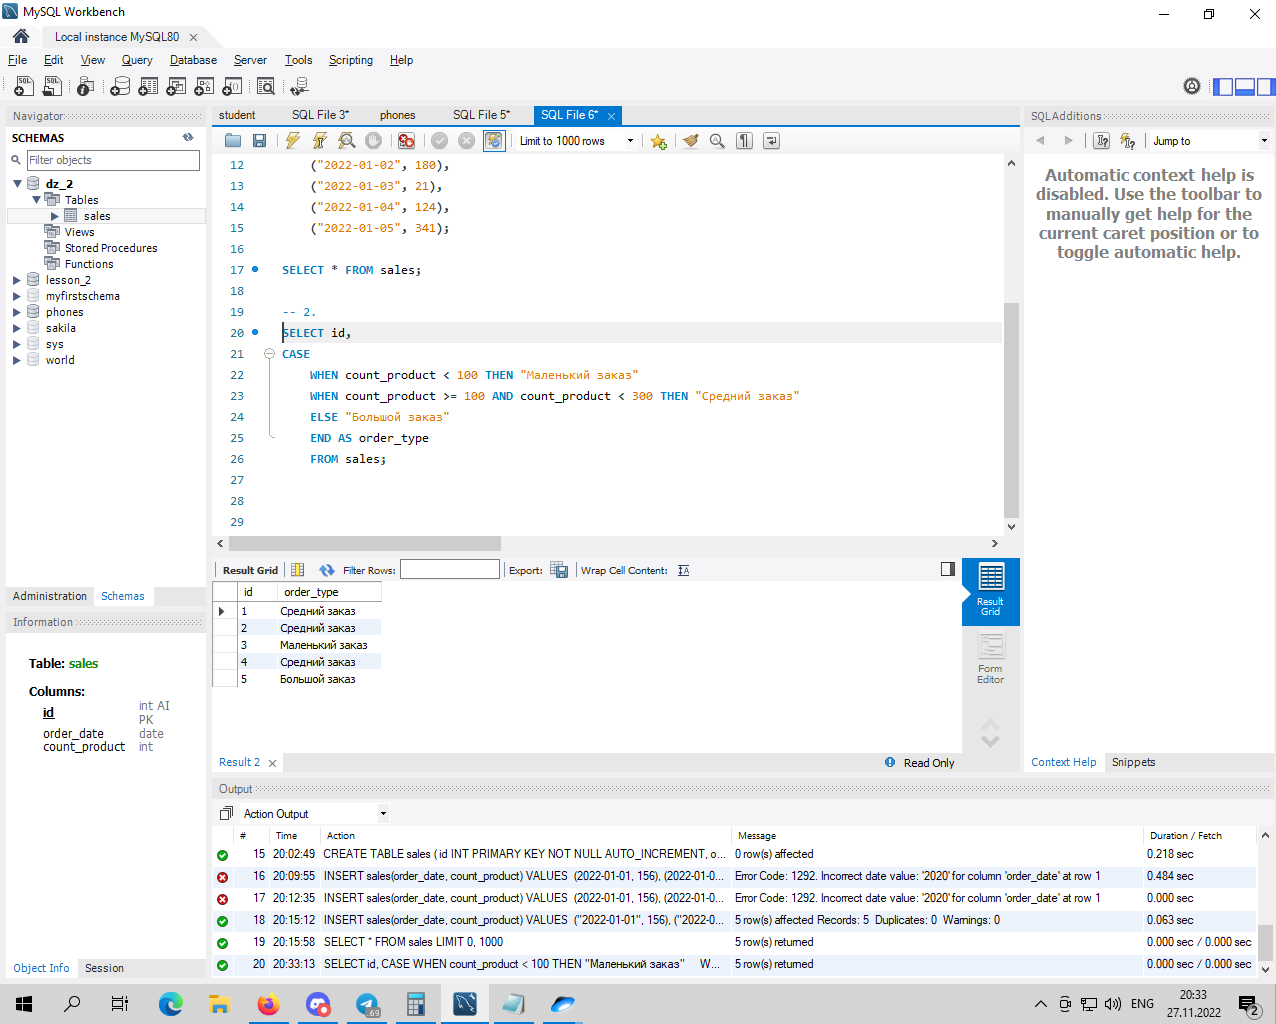 MySQL Workbench
Local instance MySQL80
File Edit View Query Database Server Tools Scripting Help
Navigator
SCHEMAS
Filter objects
dz_2
Tables
sales
Views
Stored Procedures
Functions
lesson_2
myfirstschema
phones
sakila
sys
world
Administration Schemas
Information
Table: sales
Columns:
id int AI PK
order_date date
count_product int
Object Info Session
student SQL File 3* phones SQL File 5* SQL File 6*
Limit to 1000 rows
12 ("2022-01-02", 180),
13 ("2022-01-03", 21),
14 ("2022-01-04", 124),
15 ("2022-01-05", 341);
16
17 SELECT * FROM sales;
18
19 -- 2.
20 SELECT id,
21 CASE
22 WHEN count_product < 100 THEN "Маленький заказ"
23 WHEN count_product >= 100 AND count_product < 300 THEN "Средний заказ"
24 ELSE "Большой заказ"
25 END AS order_type
26 FROM sales;
27
28
29
Result Grid Filter Rows: Export: Wrap Cell Content:
id order_type
1 Средний заказ
2 Средний заказ
3 Маленький заказ
4 Средний заказ
5 Большой заказ
Result Grid
Form Editor
Result 2 Read Only
SQLAdditions
Jump to
Automatic context help is
disabled. Use the toolbar to
manually get help for the
current caret position or to
toggle automatic help.
Context Help Snippets
Output
Action Output
# Time Action Message Duration / Fetch
15 20:02:49 CREATE TABLE sales ( id INT PRIMARY KEY NOT NULL AUTO_INCREMENT, o... 0 row(s) affected 0.218 sec
16 20:09:55 INSERT sales(order_date, count_product) VALUES (2022-01-01, 156), (2022-01-0... Error Code: 1292. Incorrect date value: '2020' for column 'order_date' at row 1 0.484 sec
17 20:12:35 INSERT sales(order_date, count_product) VALUES (2022-01-01, 156), (2022-01-0... Error Code: 1292. Incorrect date value: '2020' for column 'order_date' at row 1 0.000 sec
18 20:15:12 INSERT sales(order_date, count_product) VALUES ("2022-01-01", 156), ("2022-0... 5 row(s) affected Records: 5 Duplicates: 0 Warnings: 0 0.063 sec
19 20:15:58 SELECT * FROM sales LIMIT 0, 1000 5 row(s) returned 0.000 sec / 0.000 sec
20 20:33:13 SELECT id, CASE WHEN count_product < 100 THEN "Маленький заказ" W... 5 row(s) returned 0.000 sec / 0.000 sec
69
ENG
20:33
27.11.2022
2